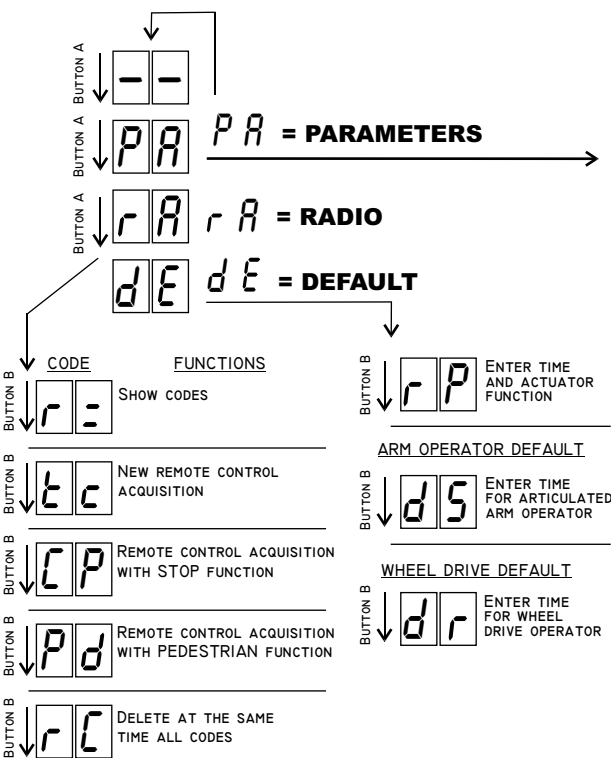 BUTTON A
--
BUTTON A
PA PA = PARAMETERS
BUTTON A
rA rA = RADIO
dE dE = DEFAULT
CODE FUNCTIONS
BUTTON B
r= SHOW CODES
BUTTON B
tc NEW REMOTE CONTROL
ACQUISITION
BUTTON B
CP REMOTE CONTROL ACQUISITION
WITH STOP FUNCTION
BUTTON B
Pd REMOTE CONTROL ACQUISITION
WITH PEDESTRIAN FUNCTION
BUTTON B
rC DELETE AT THE SAME
TIME ALL CODES
BUTTON B
rP ENTER TIME
AND ACTUATOR
FUNCTION
ARM OPERATOR DEFAULT
BUTTON B
dS ENTER TIME
FOR ARTICULATED
ARM OPERATOR
WHEEL DRIVE DEFAULT
BUTTON B
dr ENTER TIME
FOR WHEEL
DRIVE OPERATOR